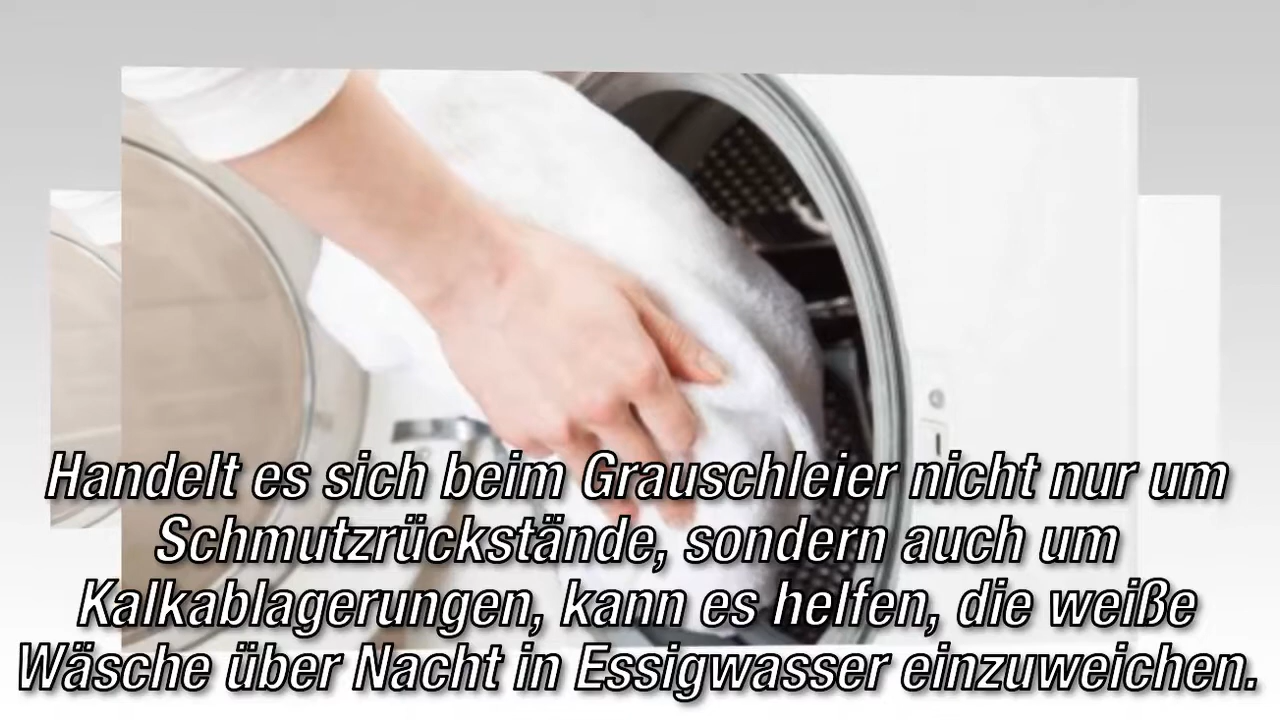 Handelt es sich beim Grauschleier nicht nur um
Schmutzrückstände, sondern auch um
Kalkablagerungen, kann es helfen, die weiße
Wäsche über Nacht in Essigwasser einzuweichen.